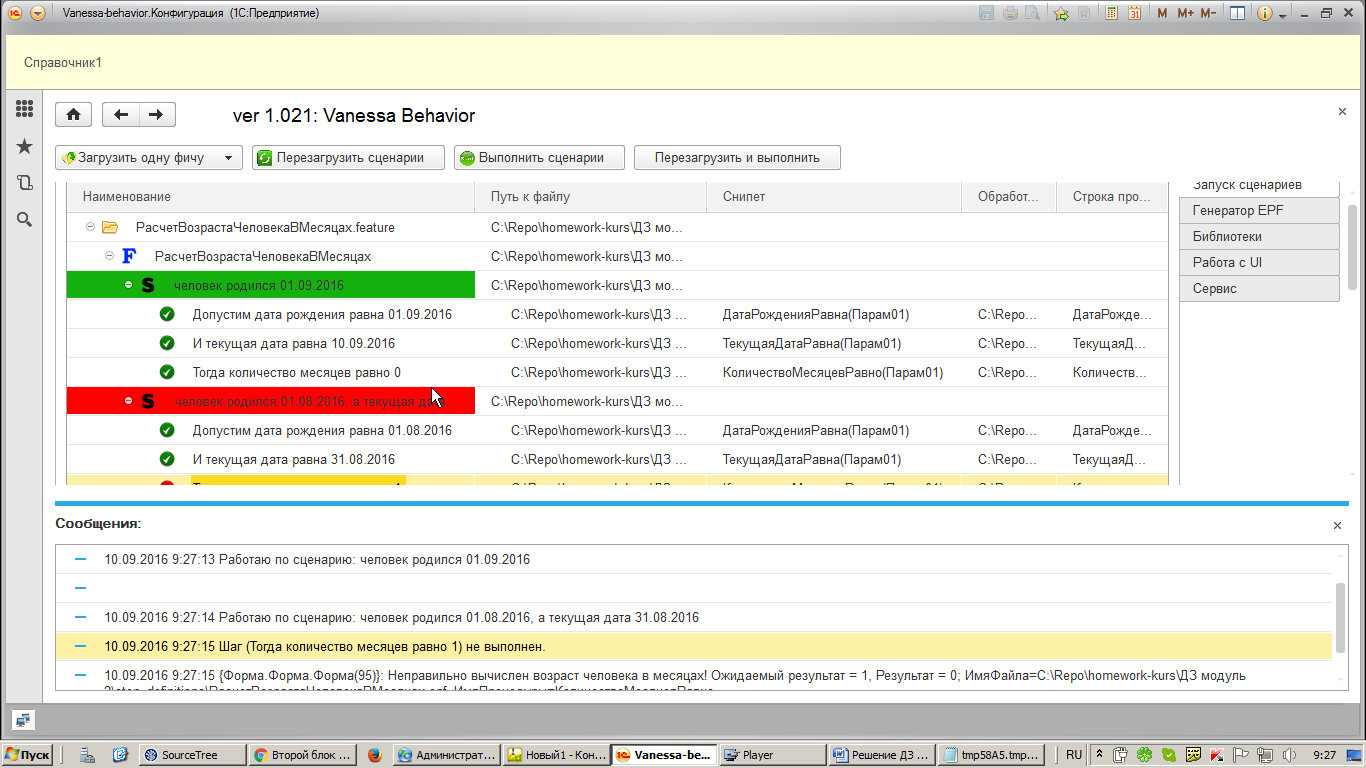 Vanessa-behavior.Конфигурация (1С:Предприятие)
M M+ M-
Справочник1
ver 1.021: Vanessa Behavior
Загрузить одну фичу
Перезагрузить сценарии
Выполнить сценарии
Перезагрузить и выполнить
Наименование Путь к файлу Снипет Обработ... Строка про...
РасчетВозрастаЧеловекаВМесяцах.feature C:\Repo\homework-kurs\ДЗ мо...
F РасчетВозрастаЧеловекаВМесяцах C:\Repo\homework-kurs\ДЗ мо...
S человек родился 01.09.2016 C:\Repo\homework-kurs\ДЗ мо...
Допустим дата рождения равна 01.09.2016 C:\Repo\homework-kurs\ДЗ ... ДатаРожденияРавна(Парам01) C:\Repo... ДатаРожде...
И текущая дата равна 10.09.2016 C:\Repo\homework-kurs\ДЗ ... ТекущаяДатаРавна(Парам01) C:\Repo... ТекущаяД...
Тогда количество месяцев равно 0 C:\Repo\homework-kurs\ДЗ ... КоличествоМесяцевРавно(Парам01) C:\Repo... Количеств...
S человек родился 01.08.2016, а текущая C:\Repo\homework-kurs\ДЗ мо...
Допустим дата рождения равна 01.08.2016 C:\Repo\homework-kurs\ДЗ ... ДатаРожденияРавна(Парам01) C:\Repo... ДатаРожде...
И текущая дата равна 31.08.2016 C:\Repo\homework-kurs\ДЗ ... ТекущаяДатаРавна(Парам01) C:\Repo... ТекущаяД...
Запуск сценариев
Генератор EPF
Библиотеки
Работа с UI
Сервис
Сообщения:
10.09.2016 9:27:13 Работаю по сценарию: человек родился 01.09.2016
10.09.2016 9:27:14 Работаю по сценарию: человек родился 01.08.2016, а текущая дата 31.08.2016
10.09.2016 9:27:15 Шаг (Тогда количество месяцев равно 1) не выполнен.
10.09.2016 9:27:15 {Форма.Форма.Форма(95)}: Неправильно вычислен возраст человека в месяцах! Ожидаемый результат = 1, Результат = 0; ИмяФайла=C:\Repo\homework-kurs\ДЗ модуль
Пуск
SourceTree
Второй блок ...
Администрат...
Новый1 - Кон...
Vanessa-be...
Player
Решение ДЗ ...
tmp58A5.tmp...
RU
9:27